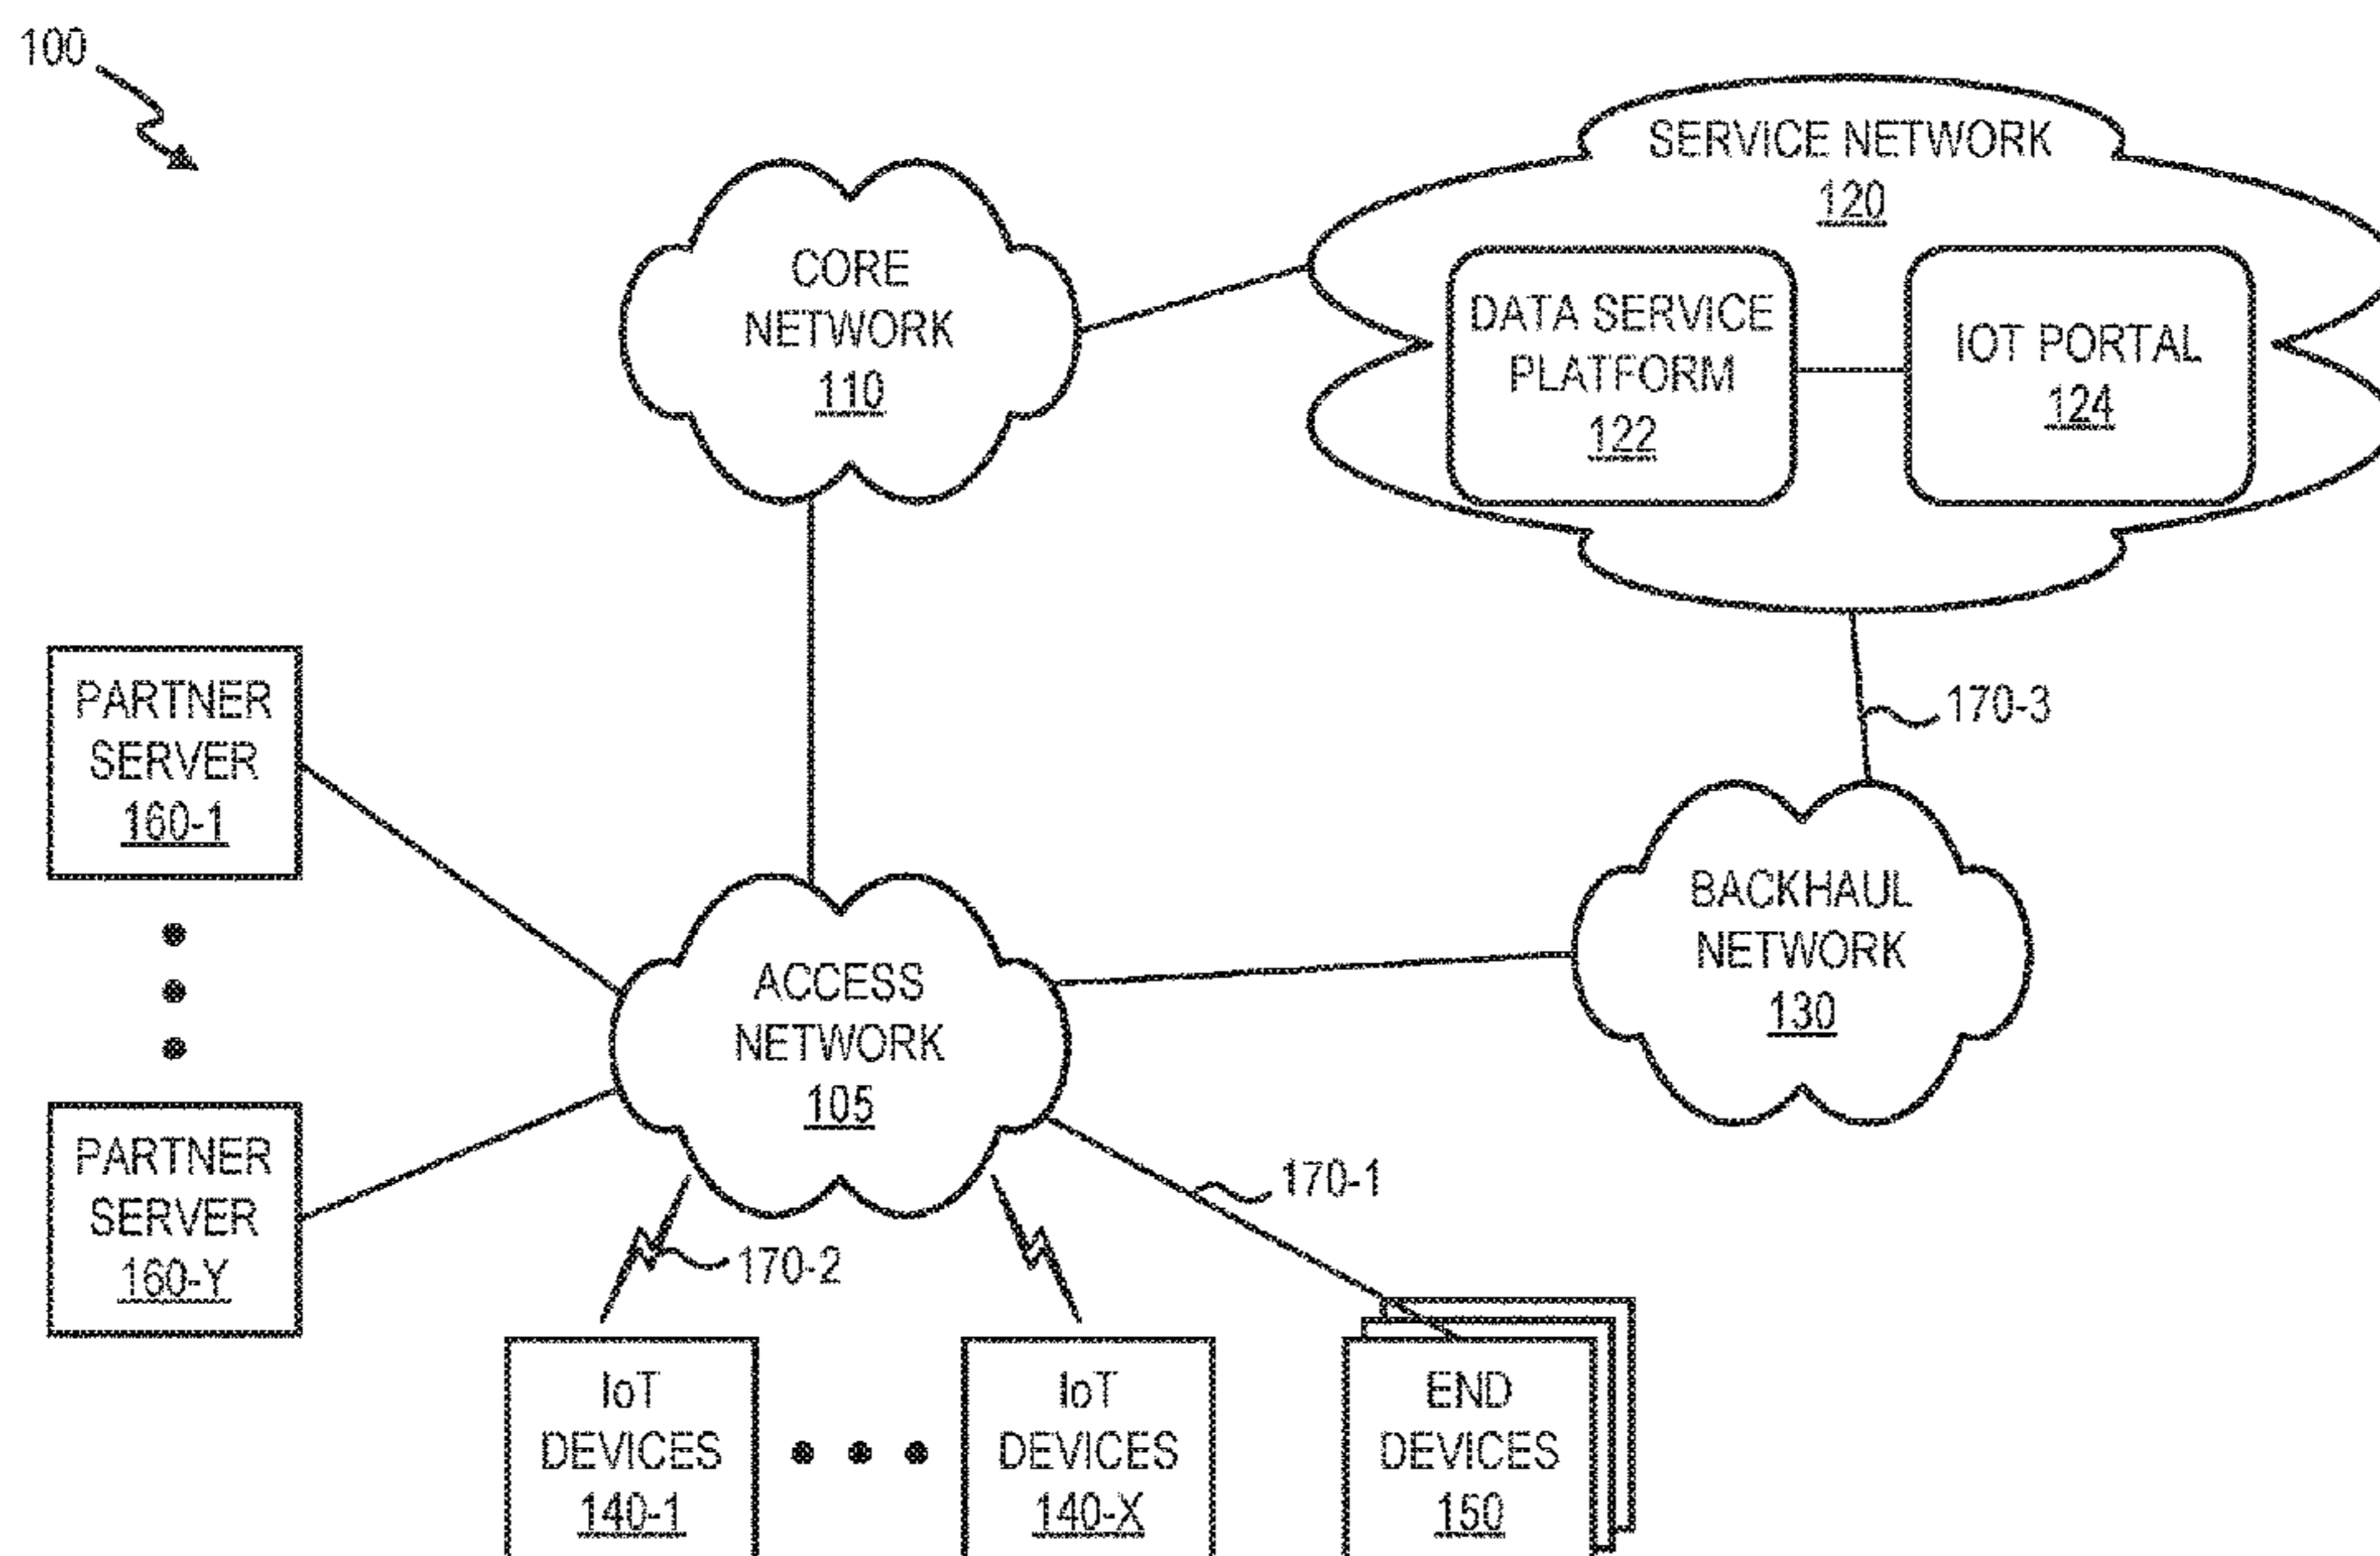 100
SERVICE NETWORK
120
CORE
NETWORK
110
DATA SERVICE
PLATFORM
122
IOT PORTAL
124
PARTNER
SERVER
160-1
170-3
BACKHAUL
NETWORK
130
ACCESS
NETWORK
105
PARTNER
SERVER
160-Y
170-1
170-2
IoT
DEVICES
140-1
IoT
DEVICES
140-X
END
DEVICES
150